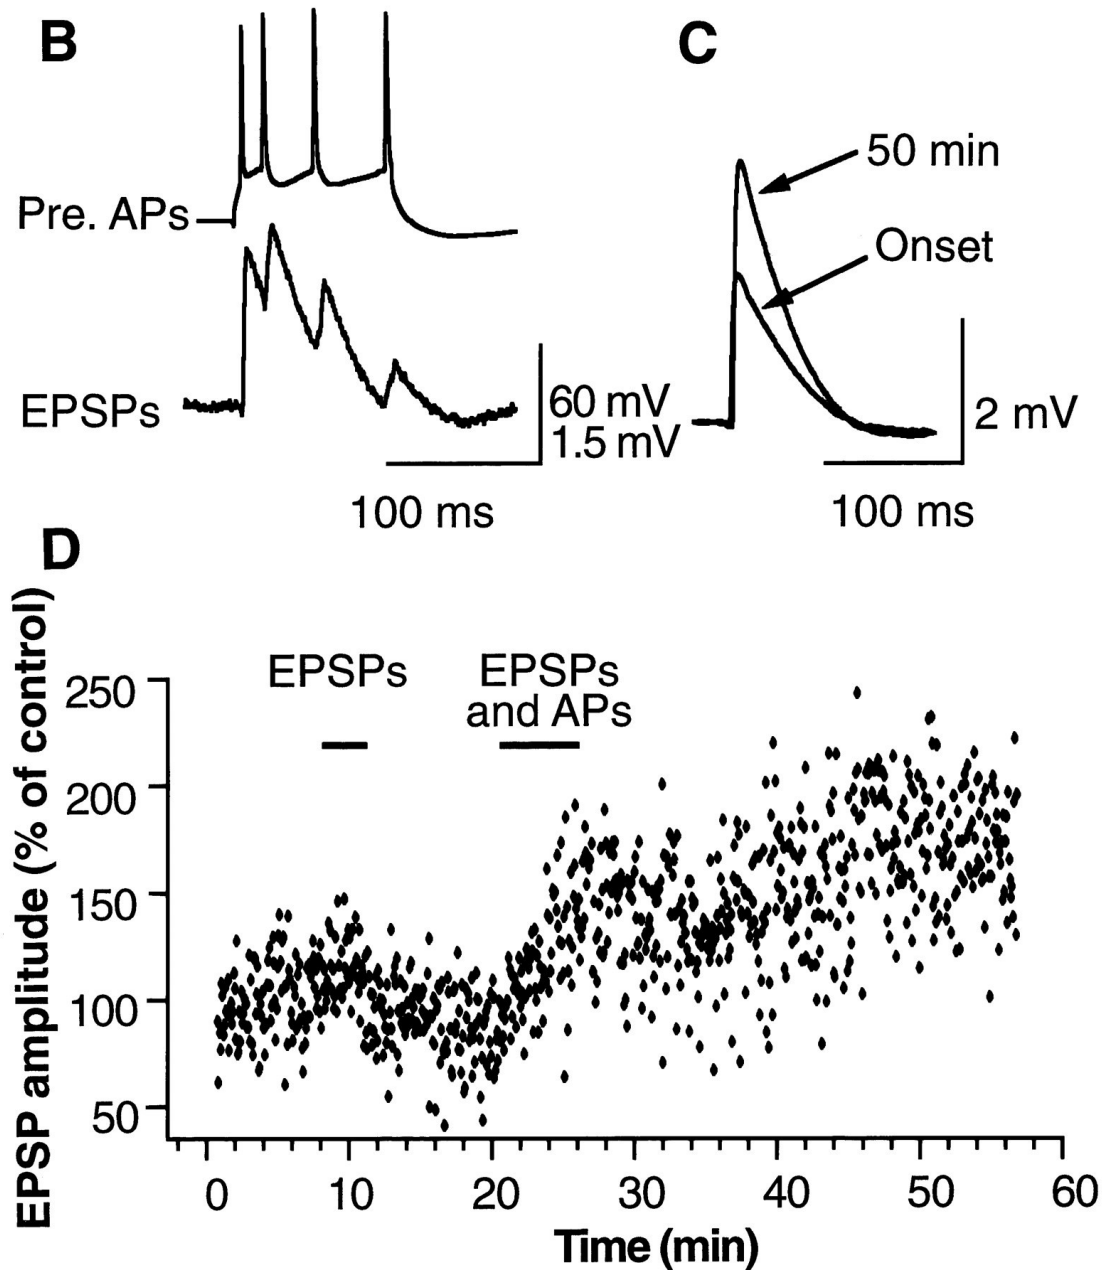 B
C
50 min
Pre. APs
Onset
EPSPs
60 mV
1.5 mV
2 mV
100 ms
100 ms
D
EPSP amplitude (% of control)
EPSPs
EPSPs
and APs
250
200
150
100
50
0
10
20
30
40
50
60
Time (min)